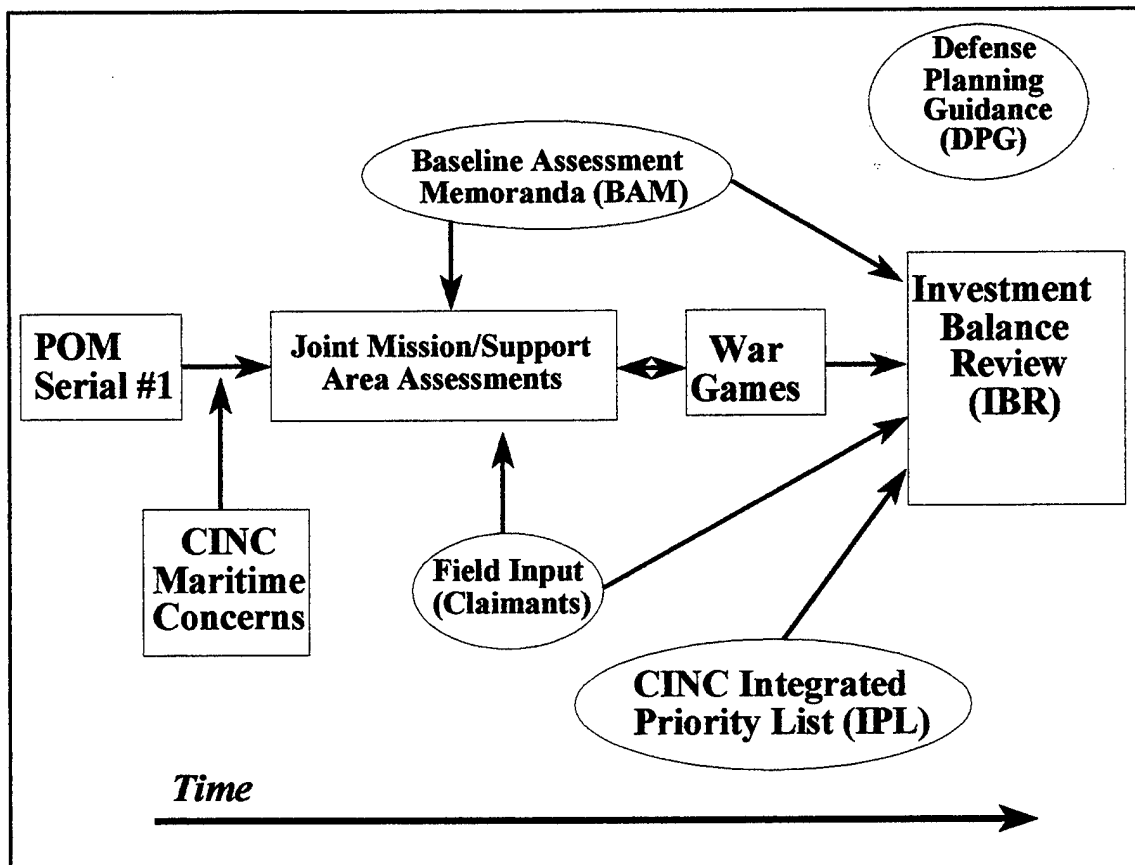 Defense
Planning
Guidance
(DPG)
Baseline Assessment
Memoranda (BAM)
POM
Serial #1
Joint Mission/Support
Area Assessments
War
Games
Investment
Balance
Review
(IBR)
CINC
Maritime
Concerns
Field Input
(Claimants)
CINC Integrated
Priority List (IPL)
Time